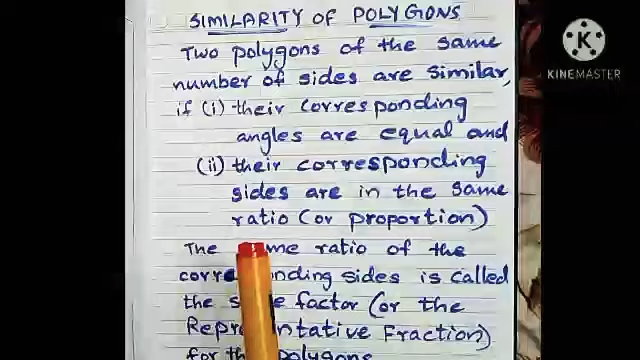 SIMILARITY OF POLYGONS
Two polygons of the same
number of sides are similar,
if (i) their corresponding
angles are equal and
(ii) their corresponding
sides are in the same
ratio (or proportion)
The ratio of the
sides is called
the factor (or the
Fraction)
for polygons
K
KINEMASTER